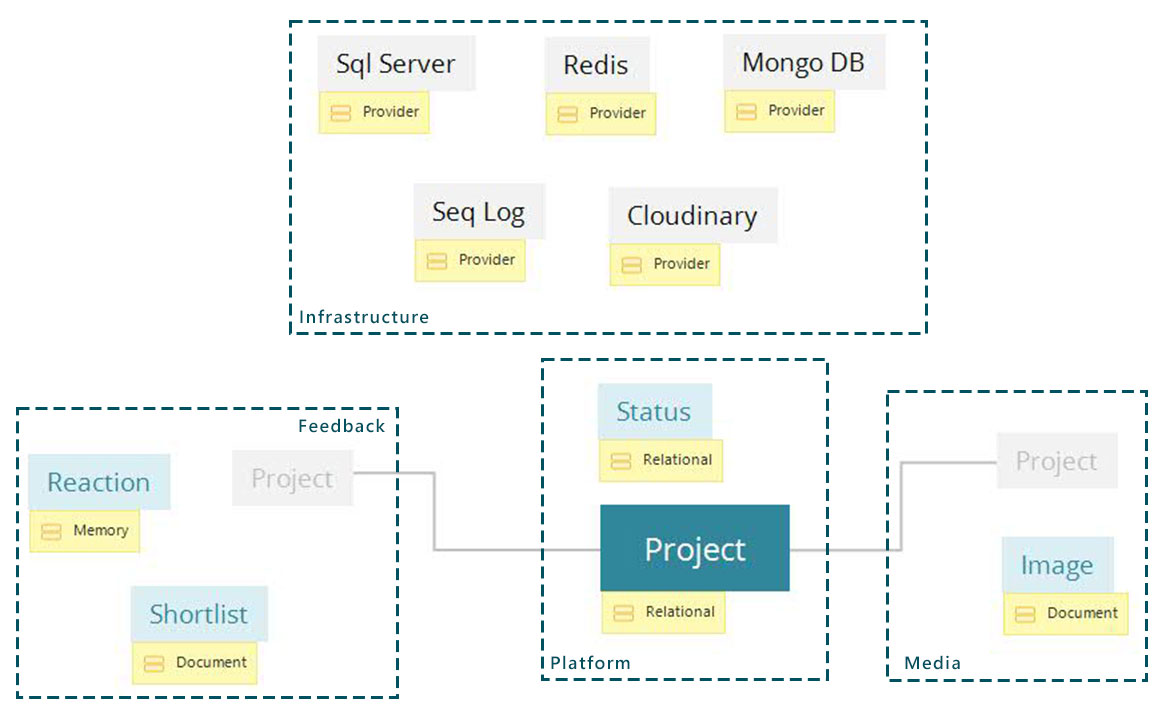 Sql Server
Provider
Redis
Provider
Mongo DB
Provider
Seq Log
Provider
Cloudinary
Provider
Infrastructure
Feedback
Reaction
Memory
Project
Shortlist
Document
Status
Relational
Project
Relational
Platform
Project
Image
Document
Media